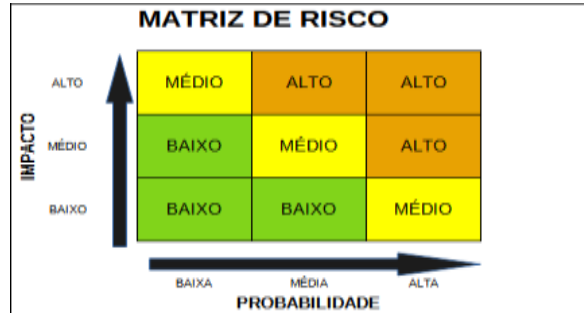 MATRIZ DE RISCO
ALTO MÉDIO ALTO ALTO
IMPACTO
MÉDIO BAIXO MÉDIO ALTO
BAIXO BAIXO BAIXO MÉDIO
BAIXA MÉDIA ALTA
PROBABILIDADE